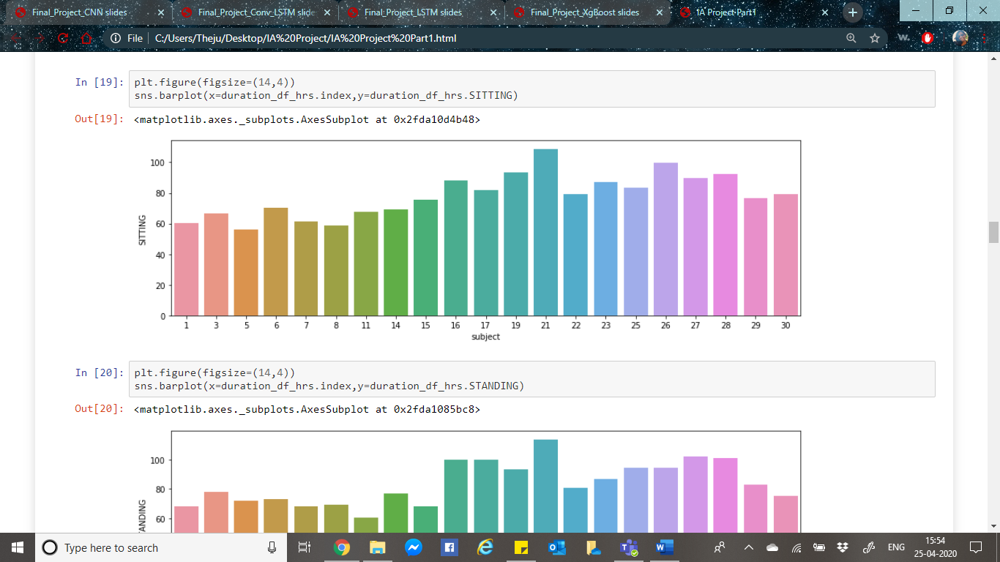 Final_Project_CNN slides
Final_Project_Conv_LSTM slide
Final_Project_LSTM slides
Final_Project_XgBoost slides
IA Project Part1
File
C:/Users/Theju/Desktop/IA%20Project/IA%20Project%20Part1.html
w.
In [19]:
plt.figure(figsize=(14,4))
sns.barplot(x=duration_df_hrs.index,y=duration_df_hrs.SITTING)
Out[19]:
<matplotlib.axes._subplots.AxesSubplot at 0x2fda10d4b48>
100
80
60
40
20
0
SITTING
1 3 5 6 7 8 11 14 15 16 17 19 21 22 23 25 26 27 28 29 30
subject
In [20]:
plt.figure(figsize=(14,4))
sns.barplot(x=duration_df_hrs.index,y=duration_df_hrs.STANDING)
Out[20]:
<matplotlib.axes._subplots.AxesSubplot at 0x2fda1085bc8>
100
80
60
TANDING
Type here to search
ENG
15:54
25-04-2020